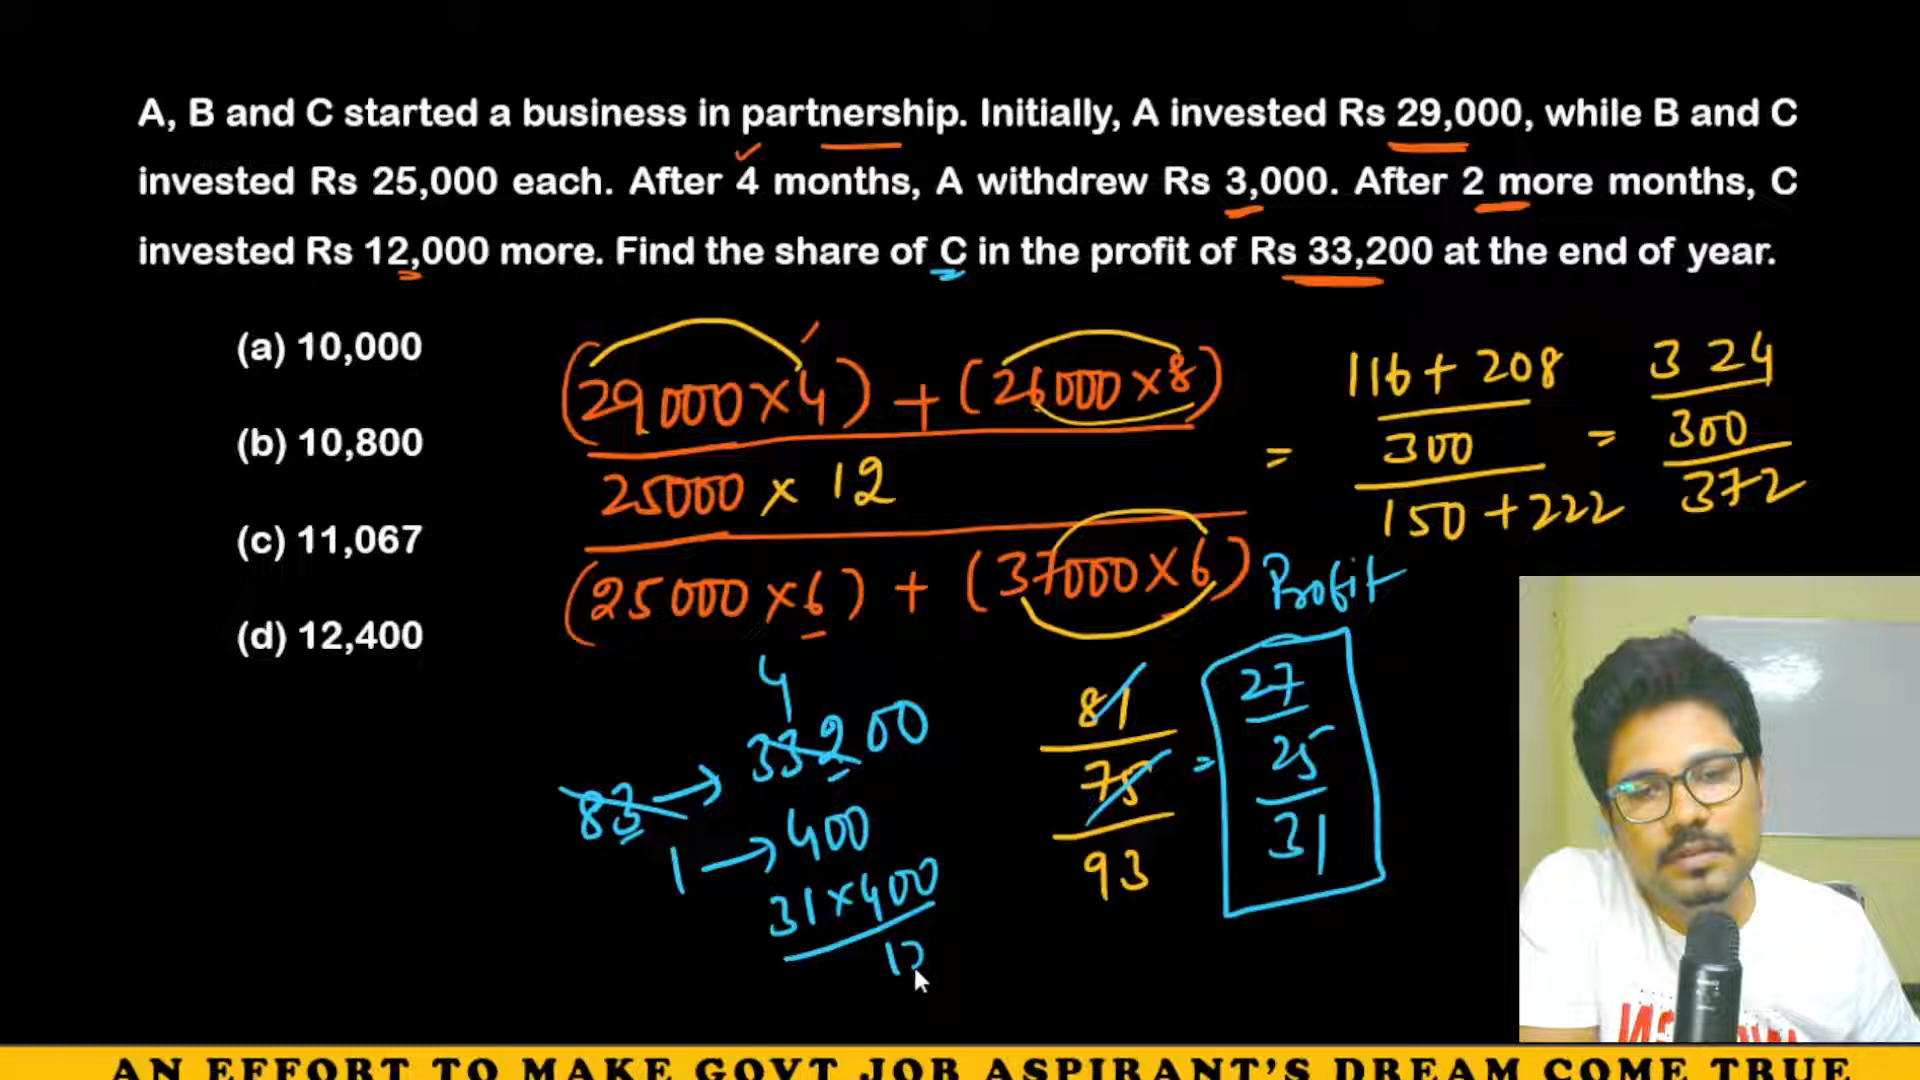 A, B and C started a business in partnership. Initially, A invested Rs 29,000, while B and C
invested Rs 25,000 each. After 4 months, A withdrew Rs 3,000. After 2 more months, C
invested Rs 12,000 more. Find the share of C in the profit of Rs 33,200 at the end of year.
(a) 10,000
(b) 10,800
(c) 11,067
(d) 12,400
(29000×4) + (26000×8)
25000 × 12
(25000×6) + (37000×6)
=
116+208
300
150+222
=
324
300
372
81
75
93
=
Profit
27
25
31
4
83 → 33200
1 → 400
31×400
AN EFFORT TO MAKE GOVT JOB ASPIRANT'S DREAM COME TRUE